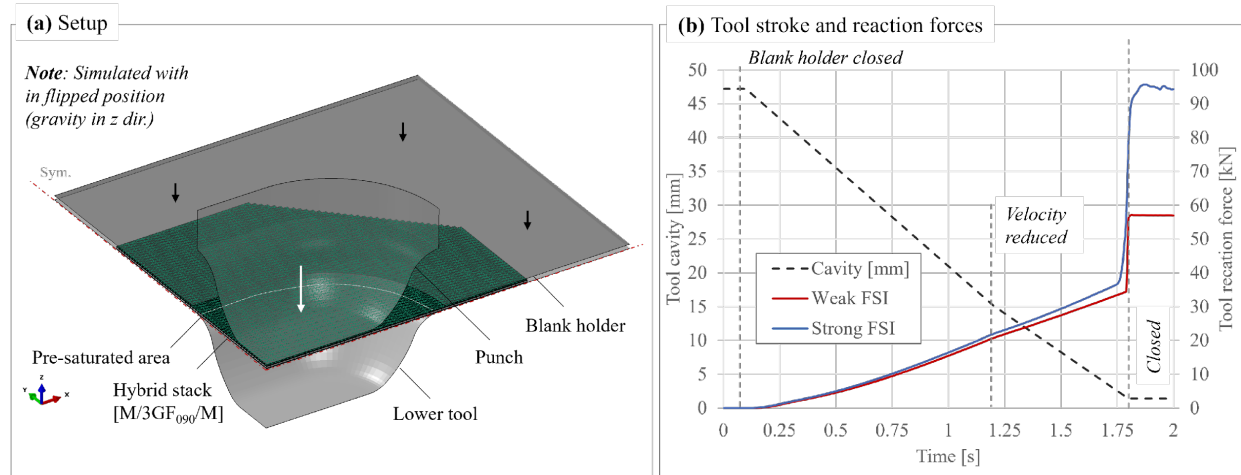 (a) Setup
Note: Simulated with
in flipped position
(gravity in z dir.)
Sym.
Pre-saturated area
Hybrid stack
[M/3GF090/M]
Lower tool
Punch
Blank holder
Z
Y
X
(b) Tool stroke and reaction forces
Blank holder closed
Velocity
reduced
Closed
Cavity [mm]
Weak FSI
Strong FSI
Tool cavity [mm]
50
45
40
35
30
25
20
15
10
5
0
Tool recation force [kN]
100
90
80
70
60
50
40
30
20
10
0
0 0.25 0.5 0.75 1 1.25 1.5 1.75 2
Time [s]